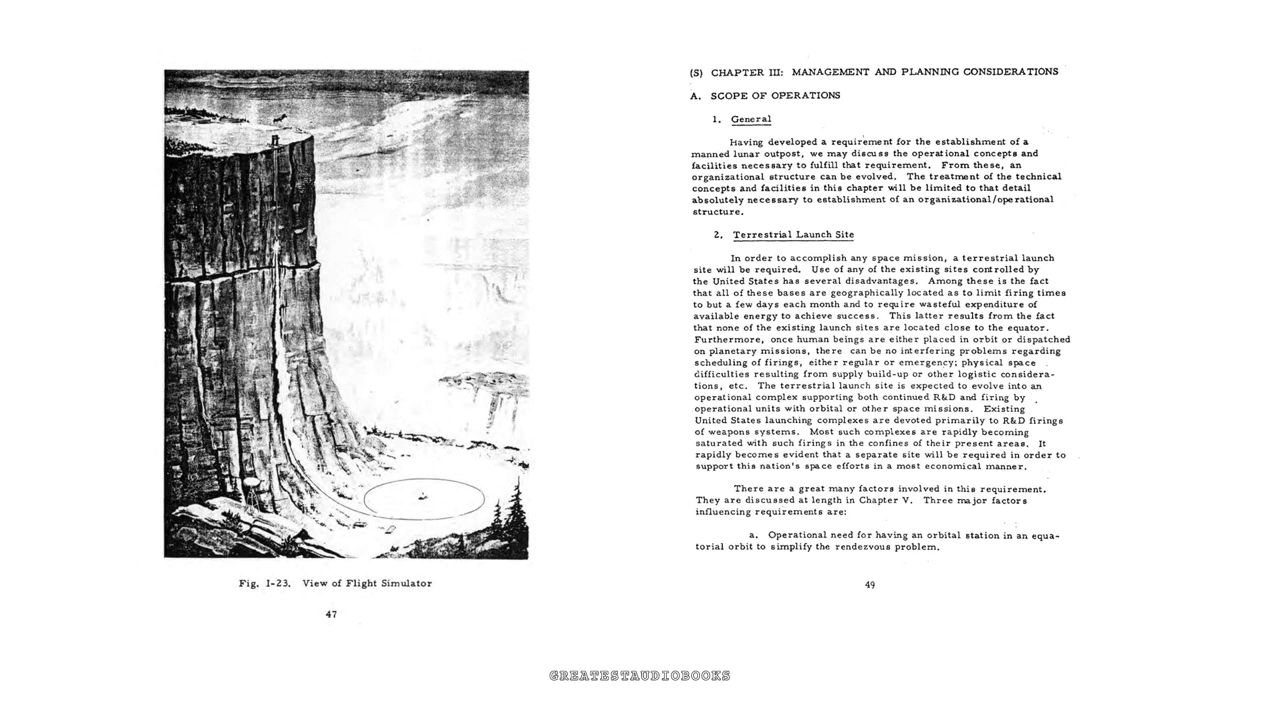 Fig. I-23. View of Flight Simulator
47
(S) CHAPTER III: MANAGEMENT AND PLANNING CONSIDERATIONS
A. SCOPE OF OPERATIONS
1. General
Having developed a requirement for the establishment of a
manned lunar outpost, we may discuss the operational concepts and
facilities necessary to fulfill that requirement. From these, an
organizational structure can be evolved. The treatment of the technical
concepts and facilities in this chapter will be limited to that detail
absolutely necessary to establishment of an organizational/operational
structure.
2. Terrestrial Launch Site
In order to accomplish any space mission, a terrestrial launch
site will be required. Use of any of the existing sites controlled by
the United States has several disadvantages. Among these is the fact
that all of these bases are geographically located as to limit firing times
to but a few days each month and to require wasteful expenditure of
available energy to achieve success. This latter results from the fact
that none of the existing launch sites are located close to the equator.
Furthermore, once human beings are either placed in orbit or dispatched
on planetary missions, there can be no interfering problems regarding
scheduling of firings, either regular or emergency; physical space
difficulties resulting from supply build-up or other logistic considera-
tions, etc. The terrestrial launch site is expected to evolve into an
operational complex supporting both continued R&D and firing by
operational units with orbital or other space missions. Existing
United States launching complexes are devoted primarily to R&D firings
of weapons systems. Most such complexes are rapidly becoming
saturated with such firings in the confines of their present areas. It
rapidly becomes evident that a separate site will be required in order to
support this nation's space efforts in a most economical manner.
There are a great many factors involved in this requirement.
They are discussed at length in Chapter V. Three major factors
influencing requirements are:
a. Operational need for having an orbital station in an equa-
torial orbit to simplify the rendezvous problem.
49
GREATESTAUDIOBOOKS